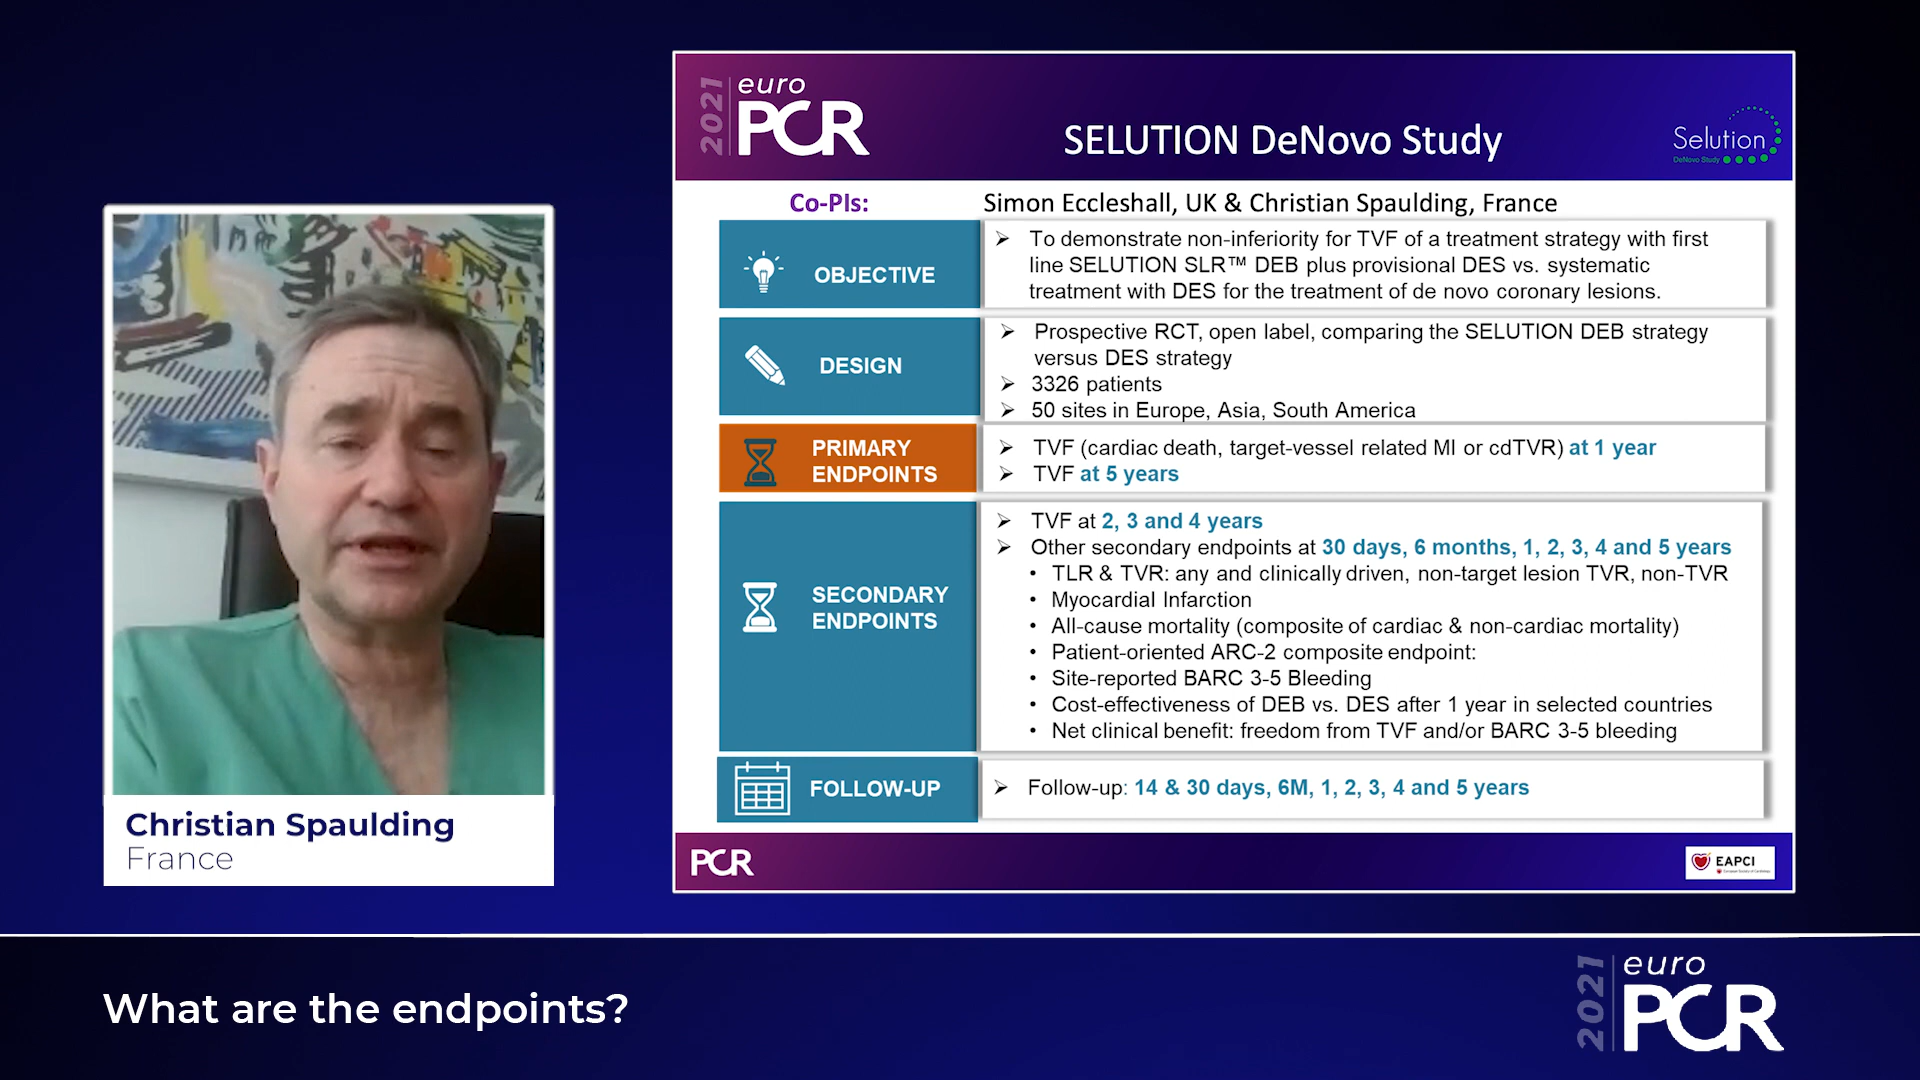 2021
euro
PCR
SELUTION DeNovo Study
Selution
DeNovo Study
Co-PIs:
Simon Eccleshall, UK & Christian Spaulding, France
OBJECTIVE
➢ To demonstrate non-inferiority for TVF of a treatment strategy with first
line SELUTION SLR™ DEB plus provisional DES vs. systematic
treatment with DES for the treatment of de novo coronary lesions.
DESIGN
➢ Prospective RCT, open label, comparing the SELUTION DEB strategy
versus DES strategy
➢ 3326 patients
➢ 50 sites in Europe, Asia, South America
PRIMARY
ENDPOINTS
➢ TVF (cardiac death, target-vessel related MI or cdTVR) at 1 year
➢ TVF at 5 years
SECONDARY
ENDPOINTS
➢ TVF at 2, 3 and 4 years
➢ Other secondary endpoints at 30 days, 6 months, 1, 2, 3, 4 and 5 years
• TLR & TVR: any and clinically driven, non-target lesion TVR, non-TVR
• Myocardial Infarction
• All-cause mortality (composite of cardiac & non-cardiac mortality)
• Patient-oriented ARC-2 composite endpoint:
• Site-reported BARC 3-5 Bleeding
• Cost-effectiveness of DEB vs. DES after 1 year in selected countries
• Net clinical benefit: freedom from TVF and/or BARC 3-5 bleeding
FOLLOW-UP
➢ Follow-up: 14 & 30 days, 6M, 1, 2, 3, 4 and 5 years
PCR
EAPCI
Christian Spaulding
France
What are the endpoints?
2021
euro
PCR